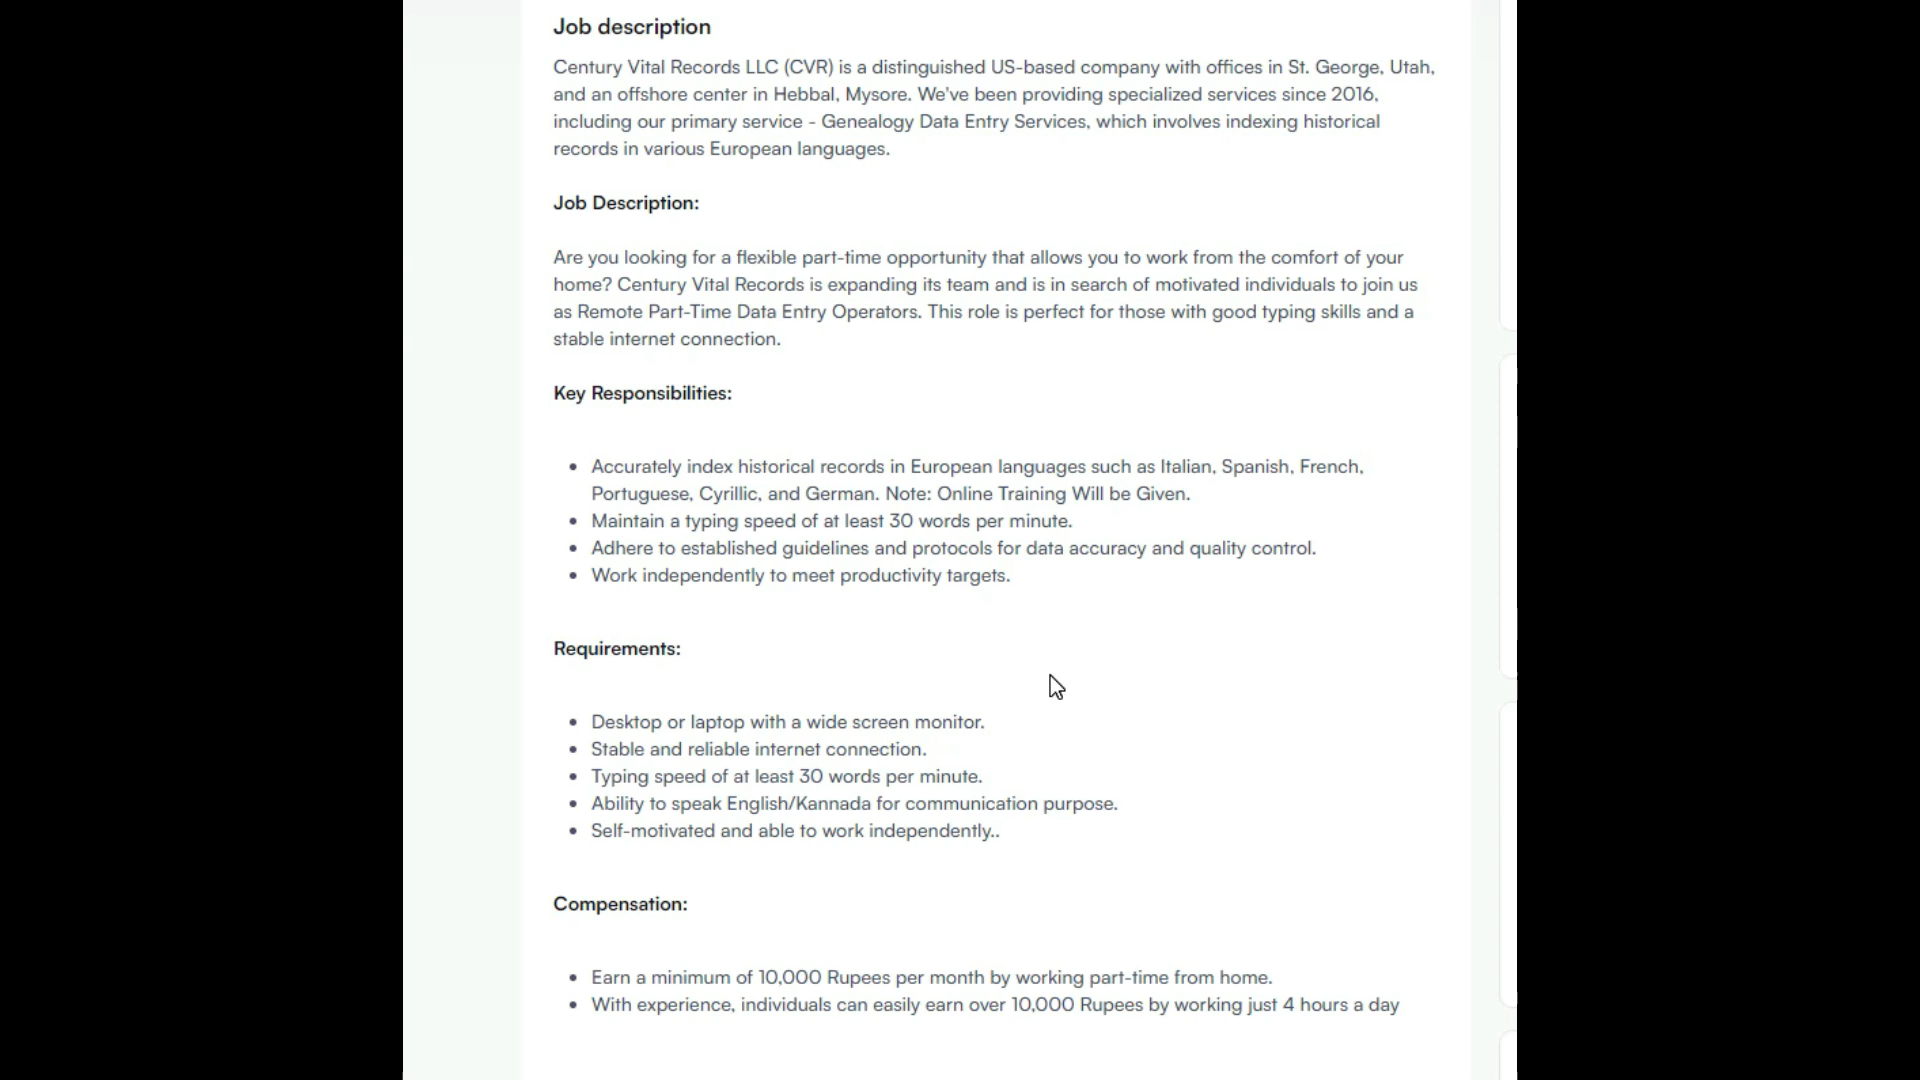 Job description
Century Vital Records LLC (CVR) is a distinguished US-based company with offices in St. George, Utah,
and an offshore center in Hebbal, Mysore. We've been providing specialized services since 2016,
including our primary service - Genealogy Data Entry Services, which involves indexing historical
records in various European languages.
Job Description:
Are you looking for a flexible part-time opportunity that allows you to work from the comfort of your
home? Century Vital Records is expanding its team and is in search of motivated individuals to join us
as Remote Part-Time Data Entry Operators. This role is perfect for those with good typing skills and a
stable internet connection.
Key Responsibilities:
• Accurately index historical records in European languages such as Italian, Spanish, French,
Portuguese, Cyrillic, and German. Note: Online Training Will be Given.
• Maintain a typing speed of at least 30 words per minute.
• Adhere to established guidelines and protocols for data accuracy and quality control.
• Work independently to meet productivity targets.
Requirements:
• Desktop or laptop with a wide screen monitor.
• Stable and reliable internet connection.
• Typing speed of at least 30 words per minute.
• Ability to speak English/Kannada for communication purpose.
• Self-motivated and able to work independently..
Compensation:
• Earn a minimum of 10,000 Rupees per month by working part-time from home.
• With experience, individuals can easily earn over 10,000 Rupees by working just 4 hours a day